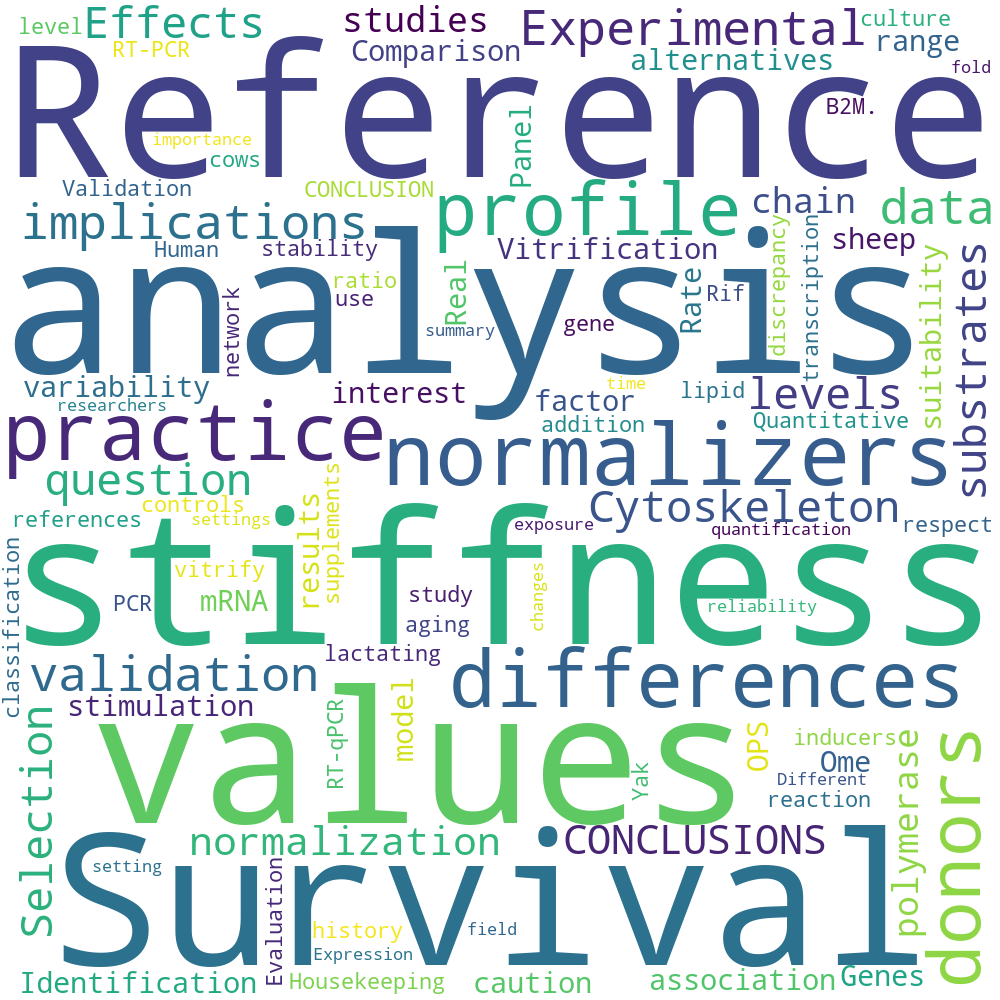 level
Effects
studies
Experimental
culture
RT-PCR
Comparison
alternatives
range
fold
Reference
B2M.
importance
cows
Panel
Validation
CONCLUSION
profile
chain
data
implications
Human
stability
Vitrification
discrepancy
transcription
sheep
analysis
network
ratio
use
Real
summary
gene
Rate
Rif
suitability
substrates
variability
researchers
interest
time
factor
lipid
levels
practice
addition
Quantitative
normalizers
question
controls
references
settings
results
supplements
Cytoskeleton
exposure
quantification
respect
stiffness
classification
vitrify
PCR
mRNA
study
aging
changes
reliability
lactating
validation
differences
stimulation
Selection
values
RT-qPCR
model
Yak
OPS
inducers
Ome
Different
reaction
polymerase
donors
normalization
CONCLUSIONS
Survival
setting
Evaluation
history
field
Expression
Identification
Housekeeping
caution
association
Genes